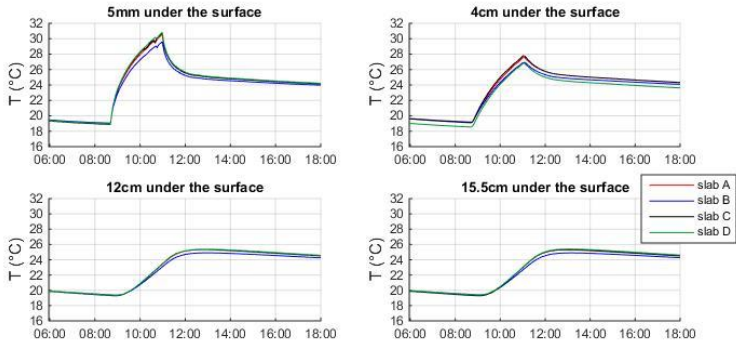 5mm under the surface
4cm under the surface
T (°C)
32
30
28
26
24
22
20
18
16
06:00 08:00 10:00 12:00 14:00 16:00 18:00
T (°C)
32
30
28
26
24
22
20
18
16
06:00 08:00 10:00 12:00 14:00 16:00 18:00
12cm under the surface
15.5cm under the surface
T (°C)
32
30
28
26
24
22
20
18
16
06:00 08:00 10:00 12:00 14:00 16:00 18:00
T (°C)
32
30
28
26
24
22
20
18
16
06:00 08:00 10:00 12:00 14:00 16:00 18:00
slab A
slab B
slab C
slab D